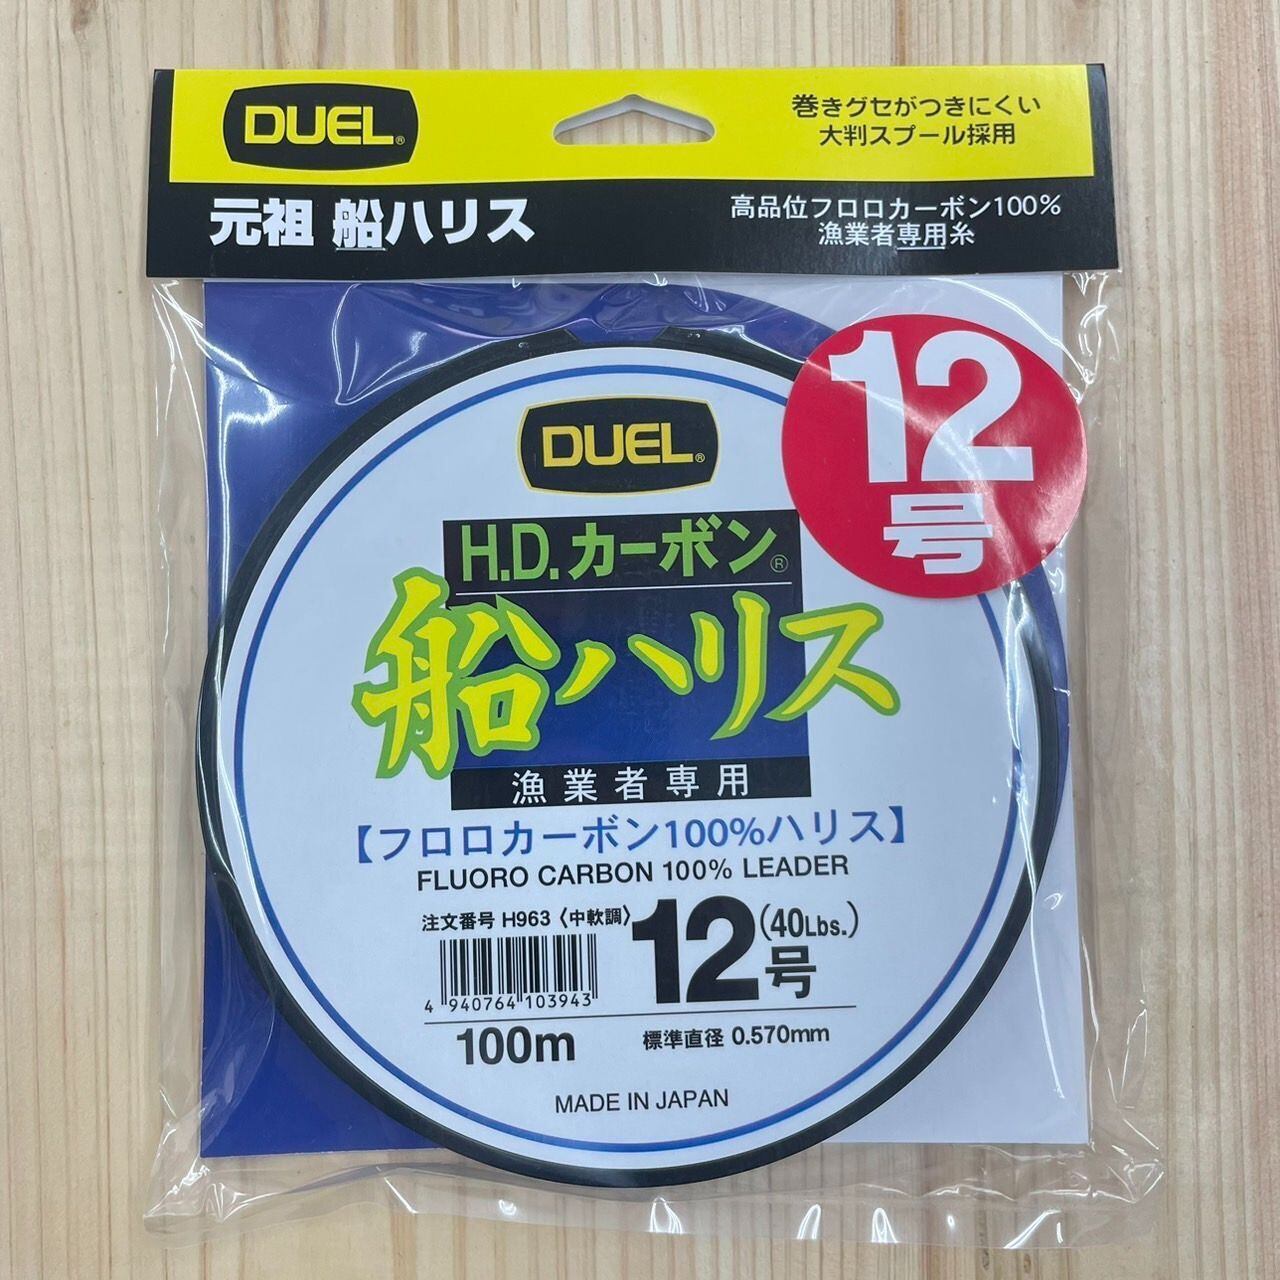 DUEL®
巻きグセがつきにくい
大判スプール採用
元祖 船ハリス
高品位フロロカーボン100%
漁業者専用糸
12
号
DUEL®
H.D.カーボン®
船ハリス
漁業者専用
【フロロカーボン100%ハリス】
FLUORO CARBON 100% LEADER
注文番号 H963〈中軟調〉
12号(40Lbs.)
4 940764 103943
100m
標準直径 0.570mm
MADE IN JAPAN